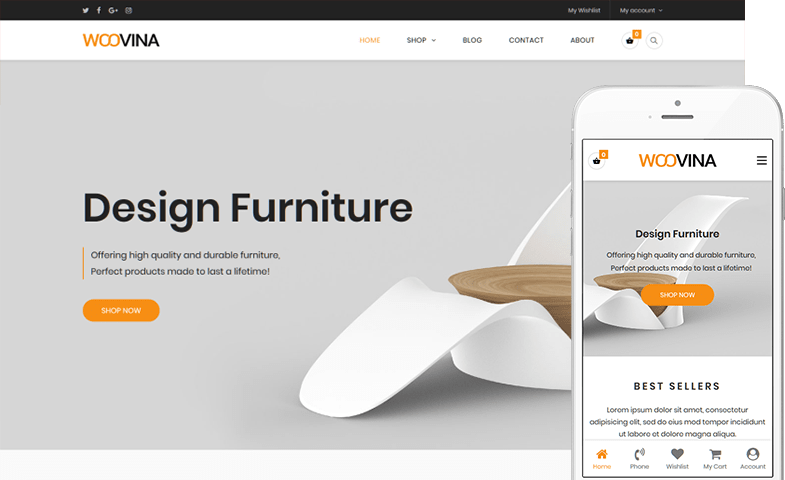 My Wishlist My account
WOOVINA
HOME SHOP BLOG CONTACT ABOUT 0
Design Furniture
Offering high quality and durable furniture,
Perfect products made to last a lifetime!
SHOP NOW
0 WOOVINA
Design Furniture
Offering high quality and durable furniture,
Perfect products made to last a lifetime!
SHOP NOW
BEST SELLERS
Lorem ipsum dolor sit amet, consectetur
adipisicing elit, sed do eius mod tempor incididunt
ut labore et dolore magna aliqua.
Home Phone Wishlist My Cart Account